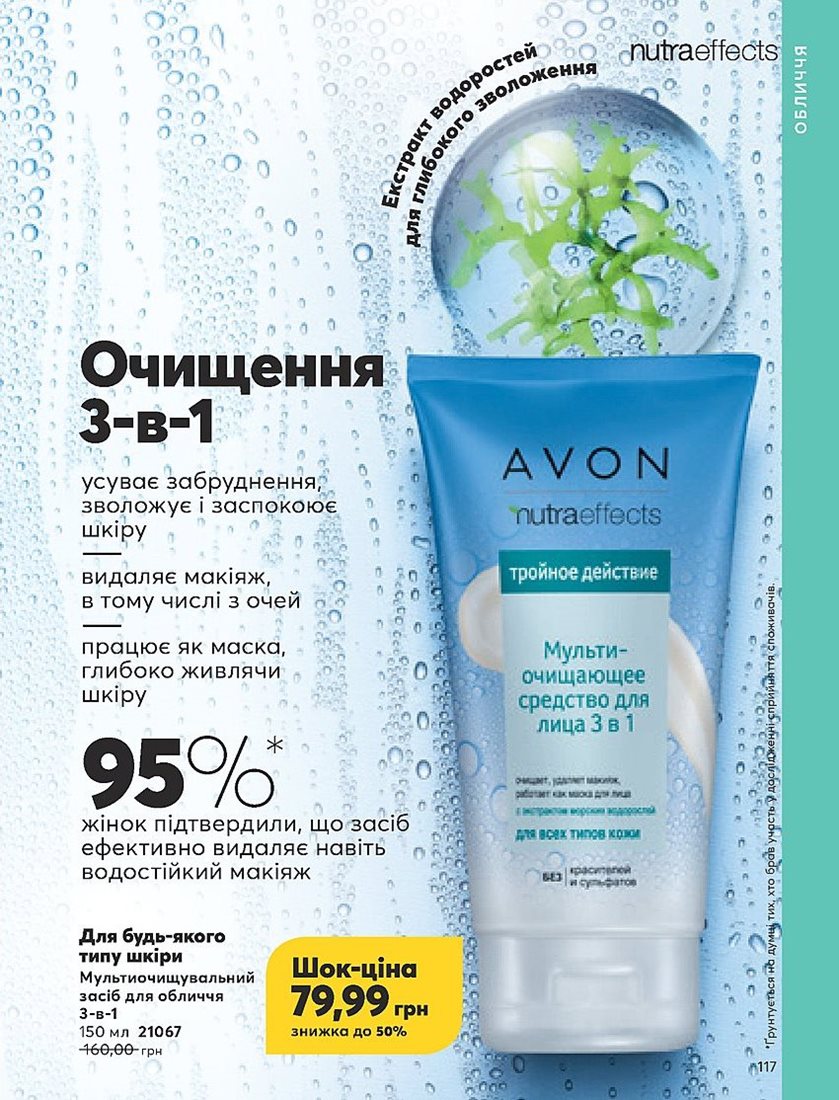 nutraeffects
ОБЛИЧЧЯ
Екстракт водоростей
для глибокого зволоження
Очищення
3-в-1
усуває забруднення,
зволожує і заспокоює
шкіру
видаляє макіяж,
в тому числі з очей
працює як маска,
глибоко живлячи
шкіру
95%*
жінок підтвердили, що засіб
ефективно видаляє навіть
водостійкий макіяж
Для будь-якого
типу шкіри
Мультиочищувальний
засіб для обличчя
3-в-1
150 мл 21067
160,00 грн
Шок-ціна
79,99 грн
знижка до 50%
AVON
nutraeffects
тройное действие
Мульти-
очищающее
средство для
лица 3 в 1
очищает, удаляет макияж,
работает как маска для лица
с экстрактом морских водорослей
для всех типов кожи
БЕЗ красителей
и сульфатов
*Ґрунтується на думці тих, хто брав участь у дослідженні сприйняття споживачів.
117